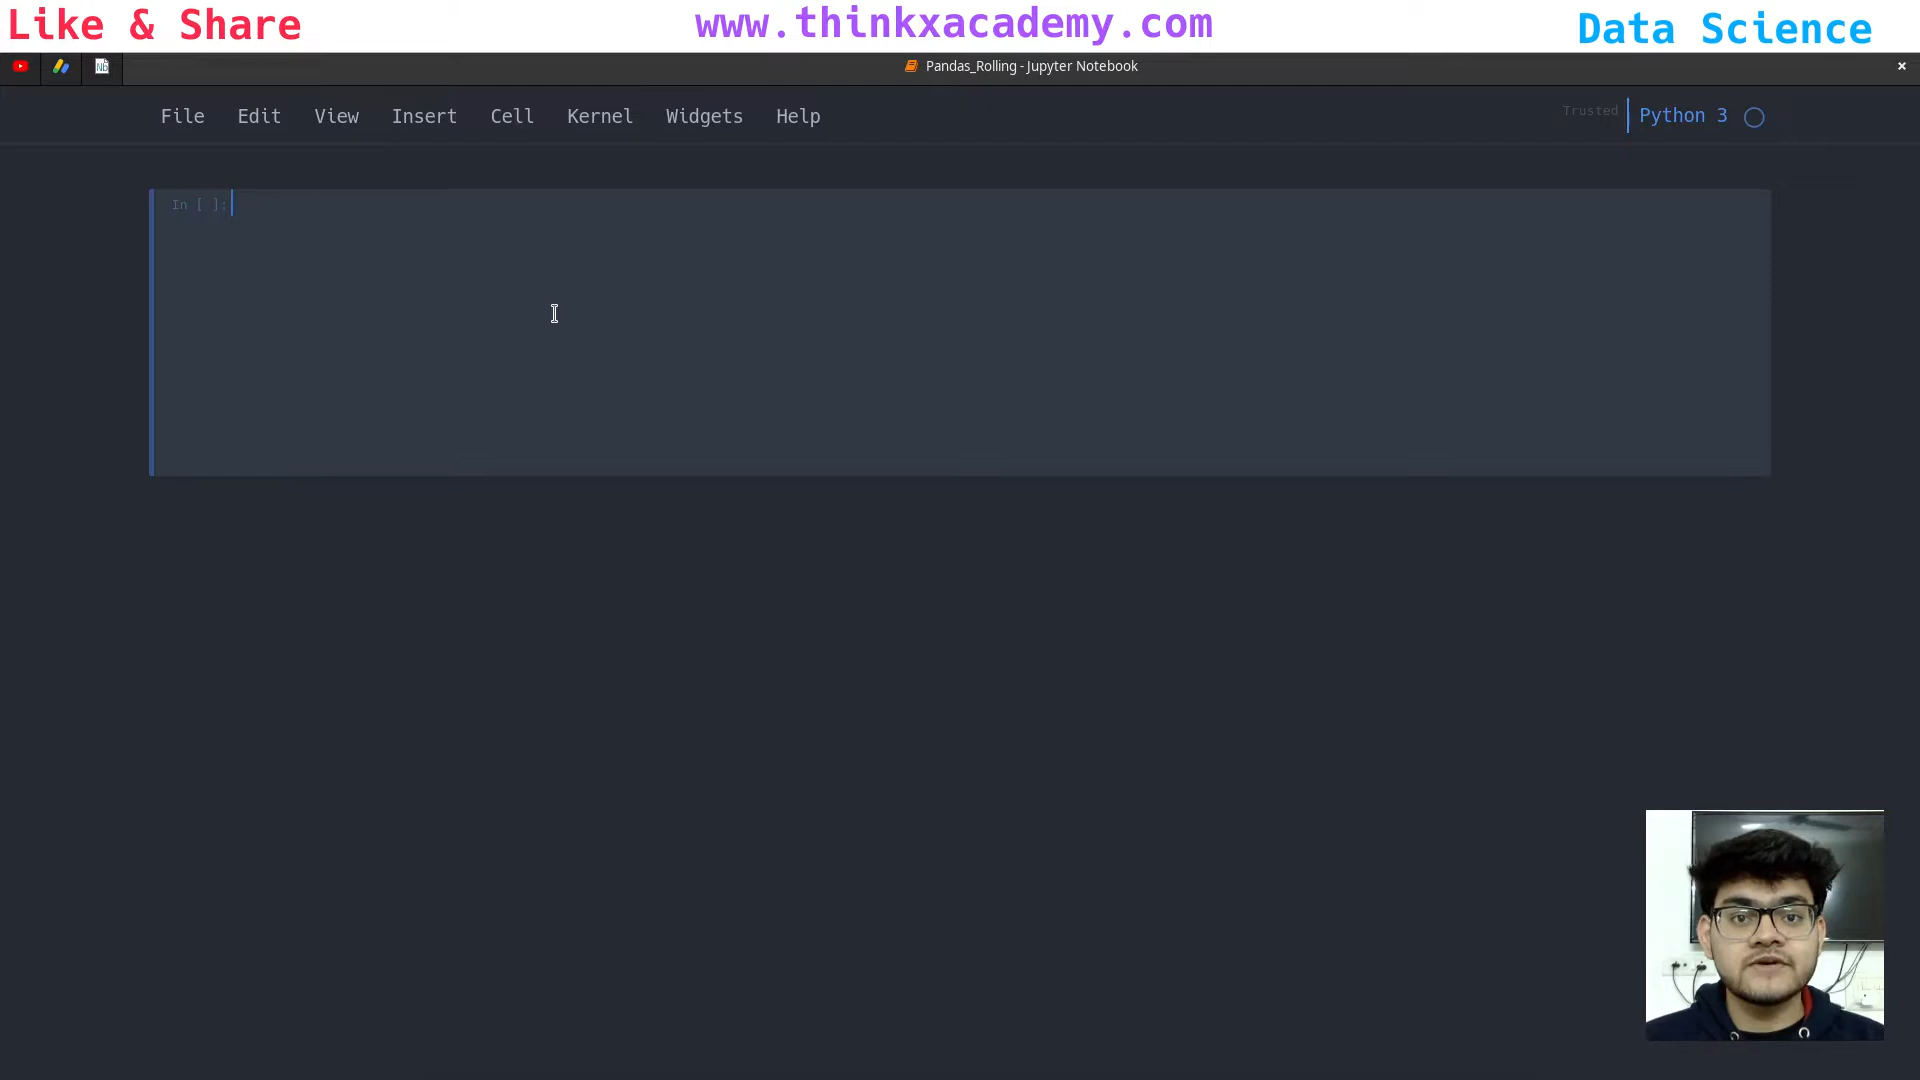 Like & Share
www.thinkxacademy.com
Data Science
Nb
Pandas_Rolling - Jupyter Notebook
File Edit View Insert Cell Kernel Widgets Help
Trusted
Python 3
In [ ]: